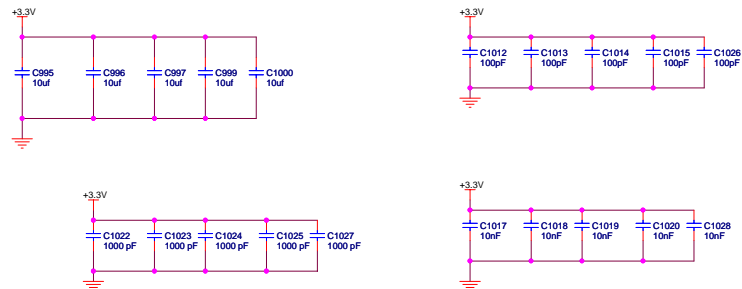 +3.3V
C995
10uf
C996
10uf
C997
10uf
C999
10uf
C1000
10uf
+3.3V
C1012
100pF
C1013
100pF
C1014
100pF
C1015
100pF
C1026
100pF
+3.3V
C1022
1000 pF
C1023
1000 pF
C1024
1000 pF
C1025
1000 pF
C1027
1000 pF
+3.3V
C1017
10nF
C1018
10nF
C1019
10nF
C1020
10nF
C1028
10nF